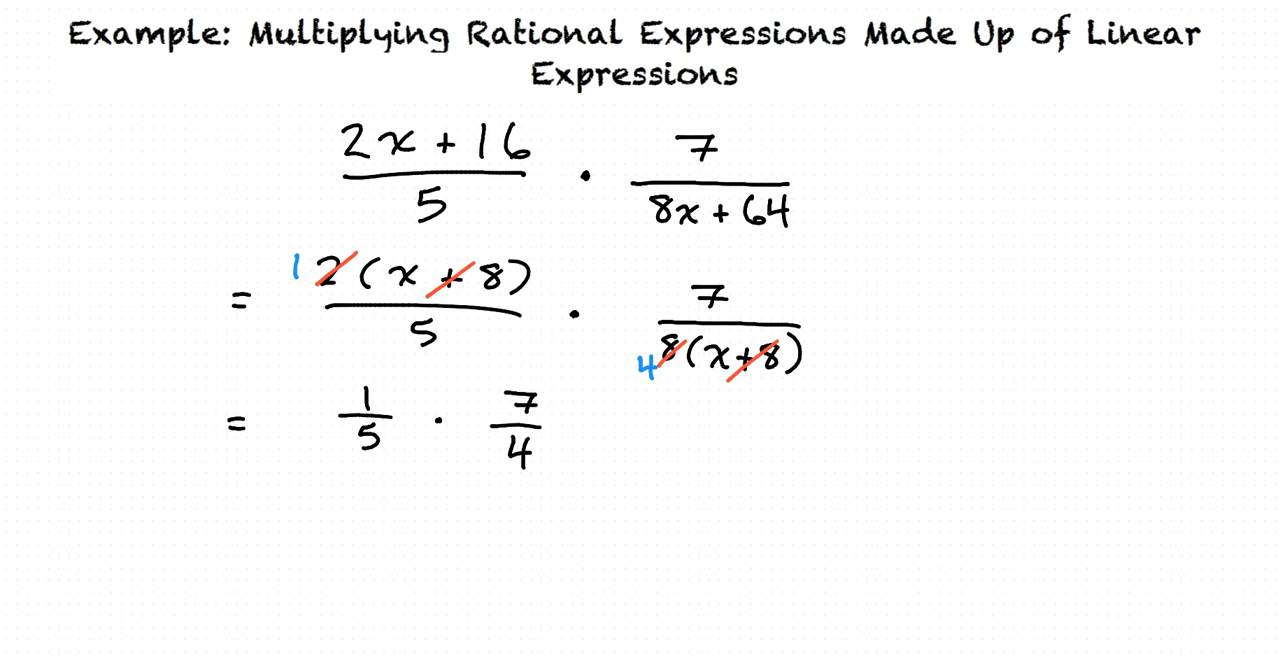 Example: Multiplying Rational Expressions Made Up of Linear
Expressions
2x + 16 / 5 · 7 / 8x + 64
= 1 2(x + 8) / 5 · 7 / 4 8(x+8)
= 1/5 · 7/4